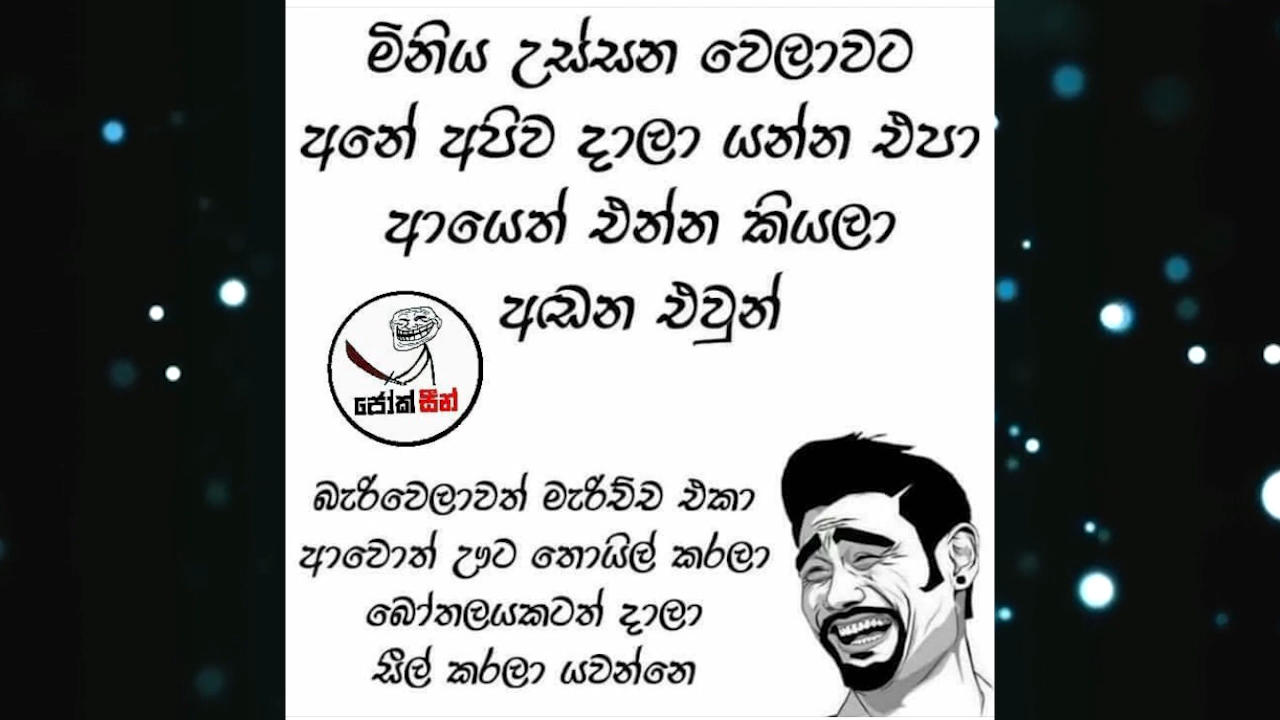 මිනිය උස්සන වෙලාවට
අනේ අපිව දාලා යන්න එපා
ආයෙත් එන්න කියලා
අඬන එවුන්
ජෝක් සීන්
බැරිවෙලාවත් මැරිච්ච එකා
ආවොත් ඌට තොයිල් කරලා
බෝතලයකටත් දාලා
සීල් කරලා යවන්නෙ